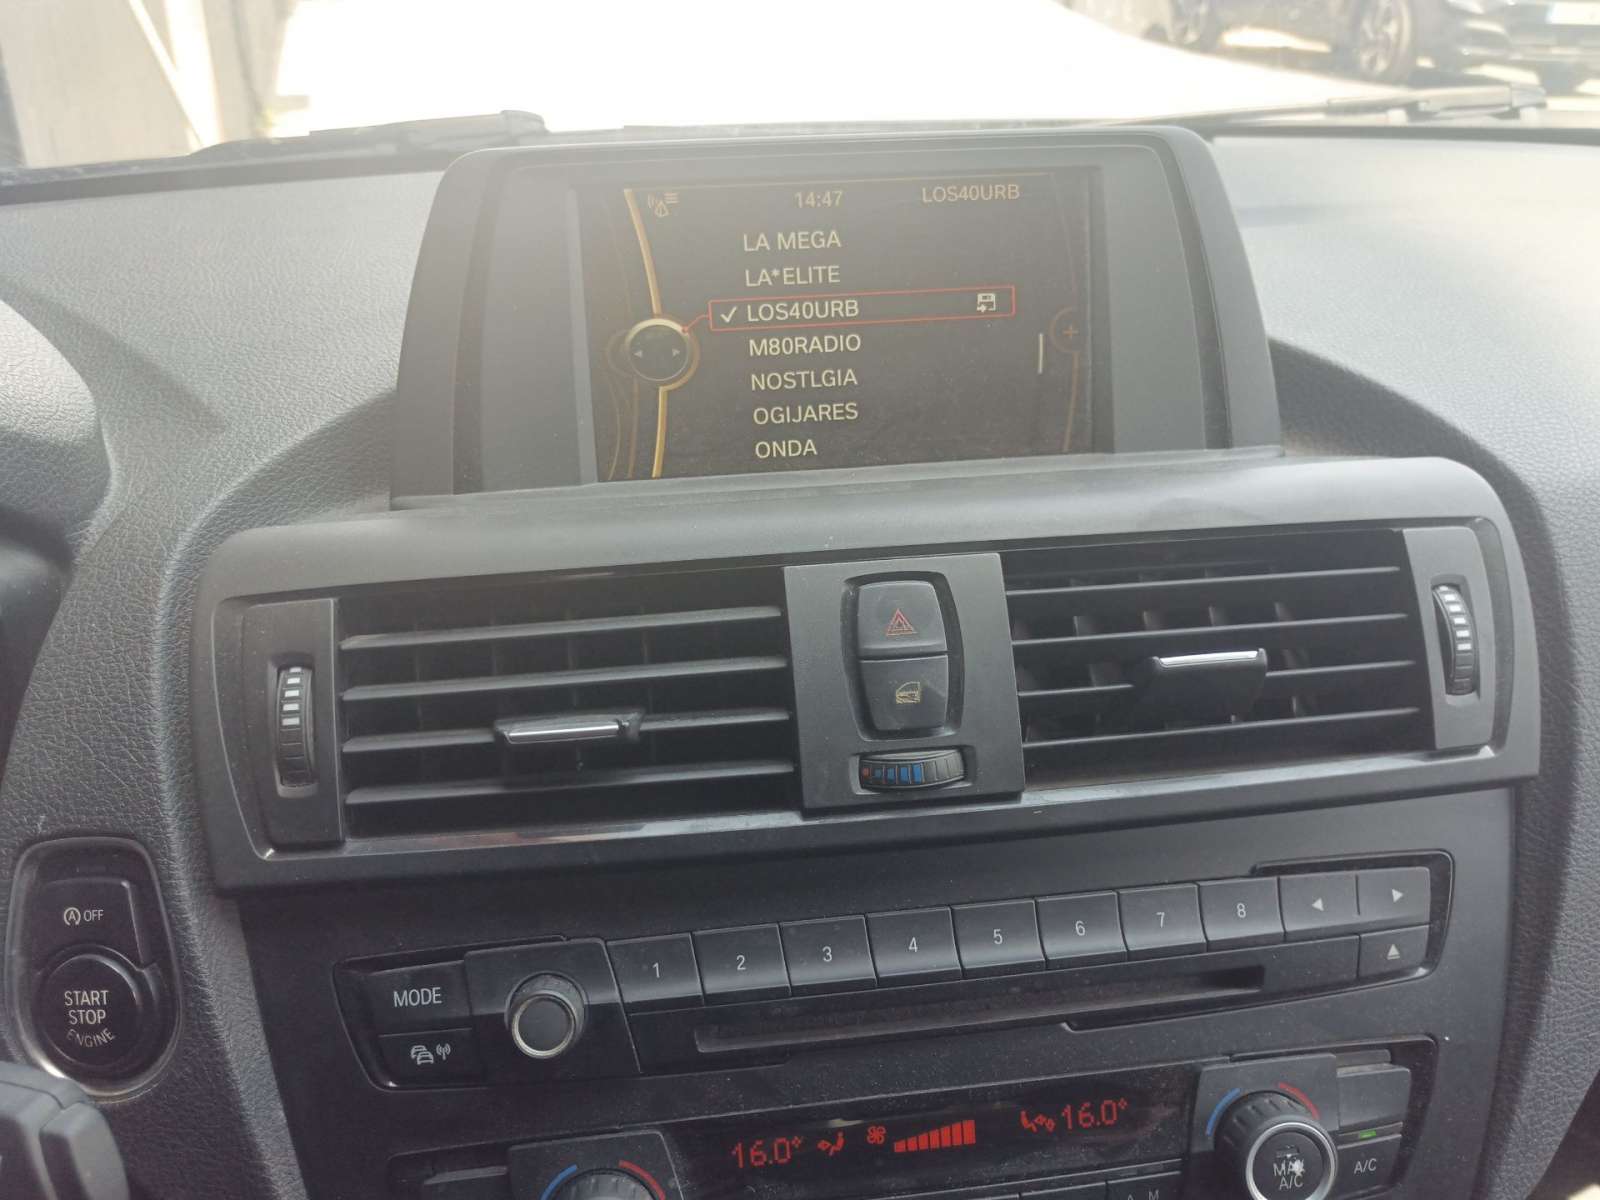 14:47 LOS40URB
LA MEGA
LA*ELITE
✓ LOS40URB
M80RADIO
NOSTLGIA
OGIJARES
ONDA
A OFF
START
STOP
ENGINE
MODE
1 2 3 4 5 6 7 8
16.0° 16.0°
MAX
A/C
A/C
A M